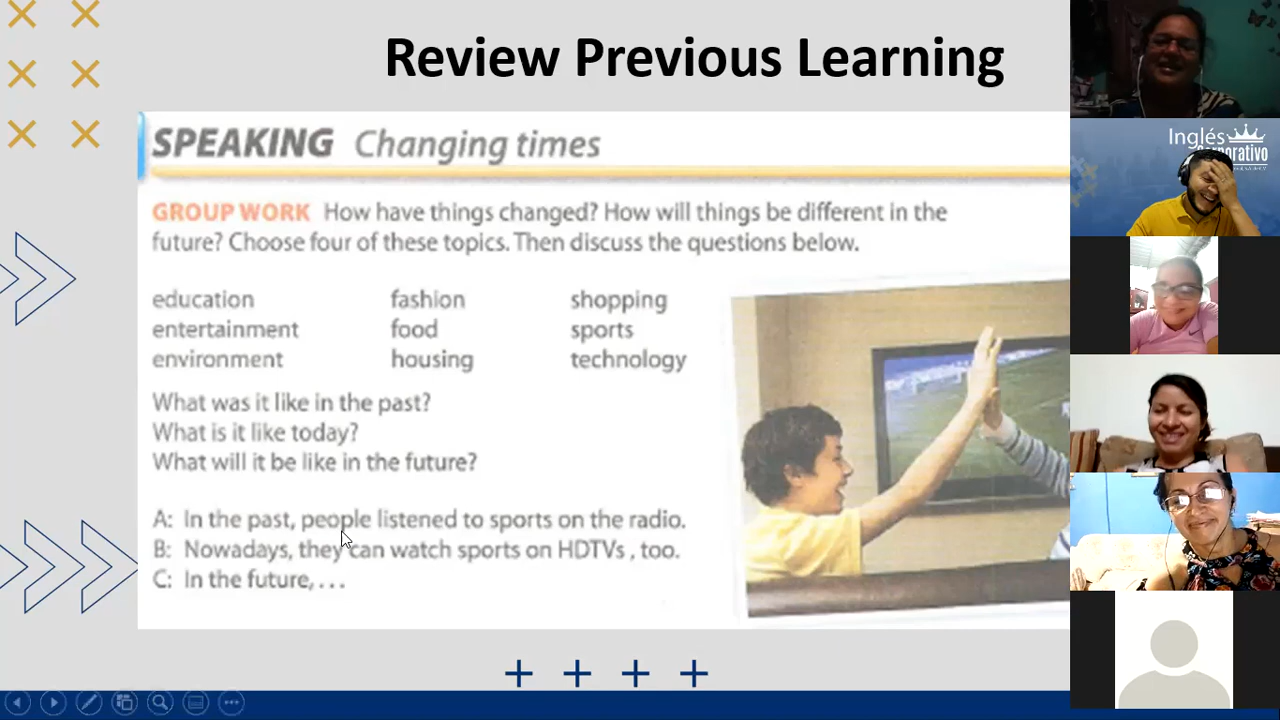 Review Previous Learning
SPEAKING Changing times
GROUP WORK How have things changed? How will things be different in the
future? Choose four of these topics. Then discuss the questions below.
education fashion shopping
entertainment food sports
environment housing technology
What was it like in the past?
What is it like today?
What will it be like in the future?
A: In the past, people listened to sports on the radio.
B: Nowadays, they can watch sports on HDTVs , too.
C: In the future, . . .
Inglés
Corporativo